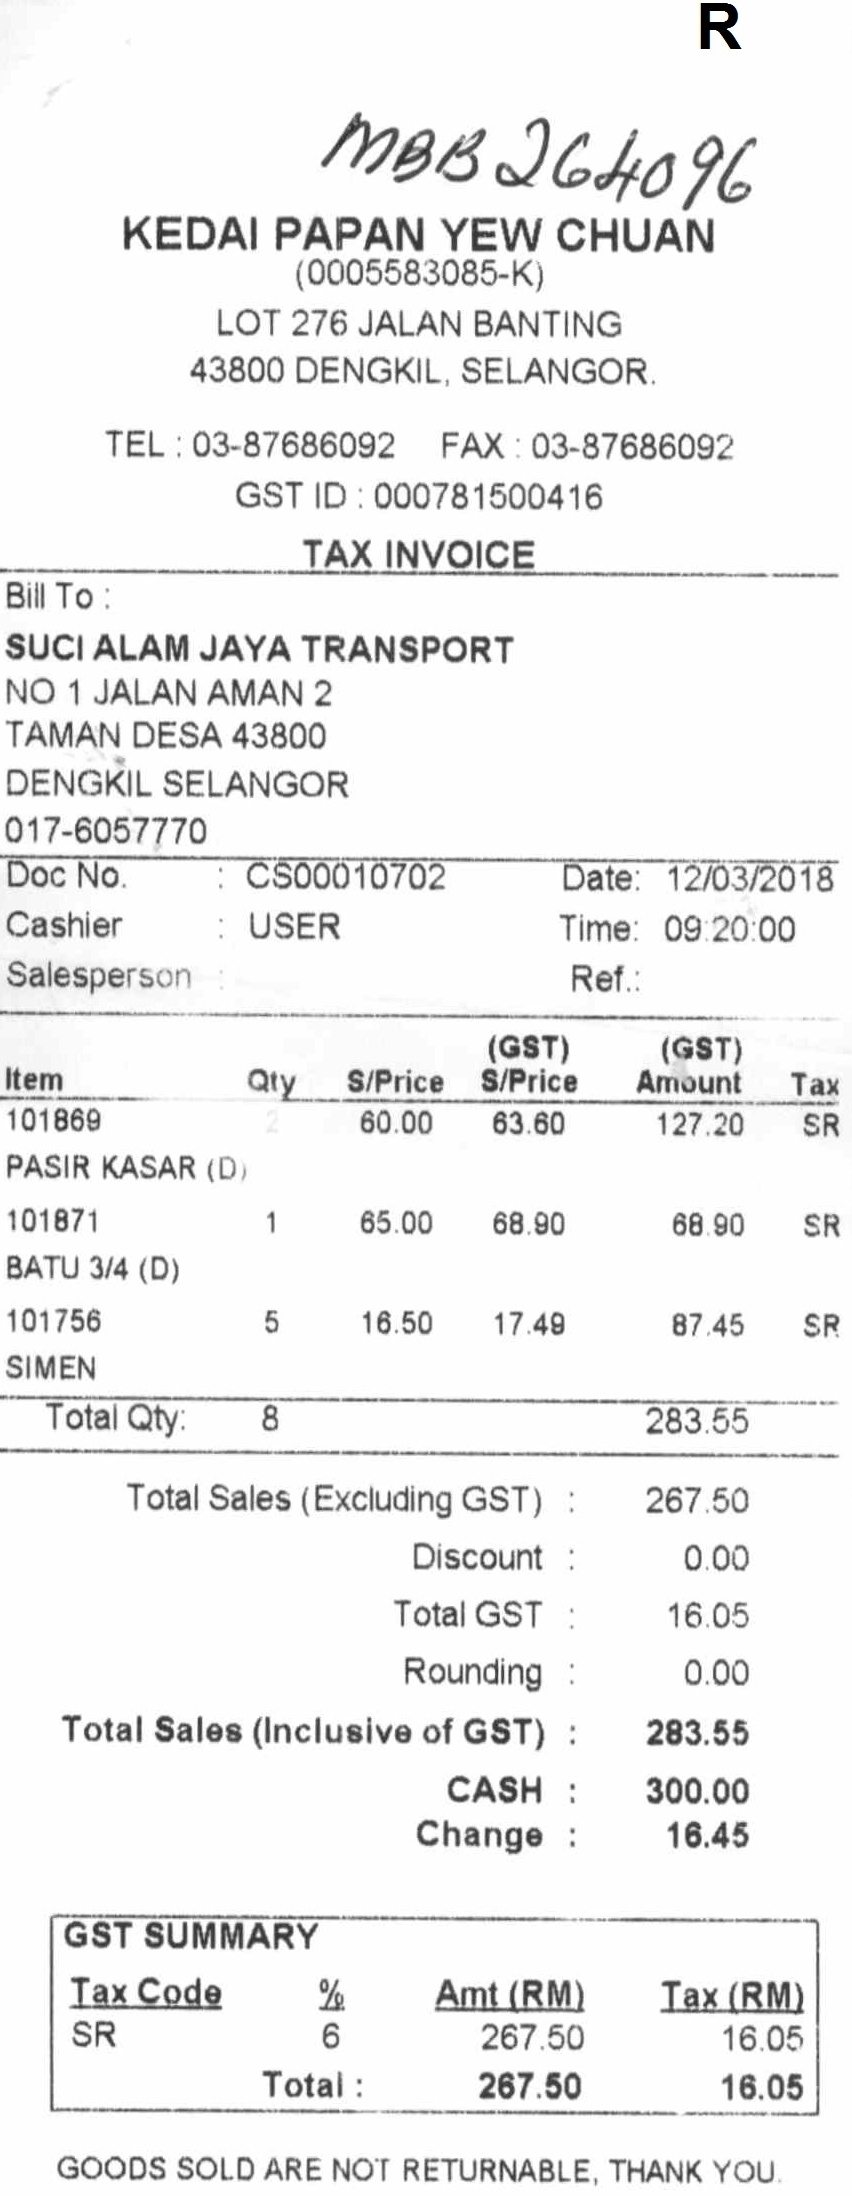 R
MBB264096
KEDAI PAPAN YEW CHUAN
(0005583085-K)
LOT 276 JALAN BANTING
43800 DENGKIL, SELANGOR.
TEL : 03-87686092 FAX : 03-87686092
GST ID : 000781500416
TAX INVOICE
Bill To :
SUCI ALAM JAYA TRANSPORT
NO 1 JALAN AMAN 2
TAMAN DESA 43800
DENGKIL SELANGOR
017-6057770
Doc No. : CS00010702 Date: 12/03/2018
Cashier : USER Time: 09:20:00
Salesperson : Ref.:
(GST) (GST)
Item Qty S/Price S/Price Amount Tax
101869 2 60.00 63.60 127.20 SR
PASIR KASAR (D)
101871 1 65.00 68.90 68.90 SR
BATU 3/4 (D)
101756 5 16.50 17.49 87.45 SR
SIMEN
Total Qty: 8 283.55
Total Sales (Excluding GST) : 267.50
Discount : 0.00
Total GST : 16.05
Rounding : 0.00
Total Sales (Inclusive of GST) : 283.55
CASH : 300.00
Change : 16.45
GST SUMMARY
Tax Code % Amt (RM) Tax (RM)
SR 6 267.50 16.05
Total : 267.50 16.05
GOODS SOLD ARE NOT RETURNABLE, THANK YOU.